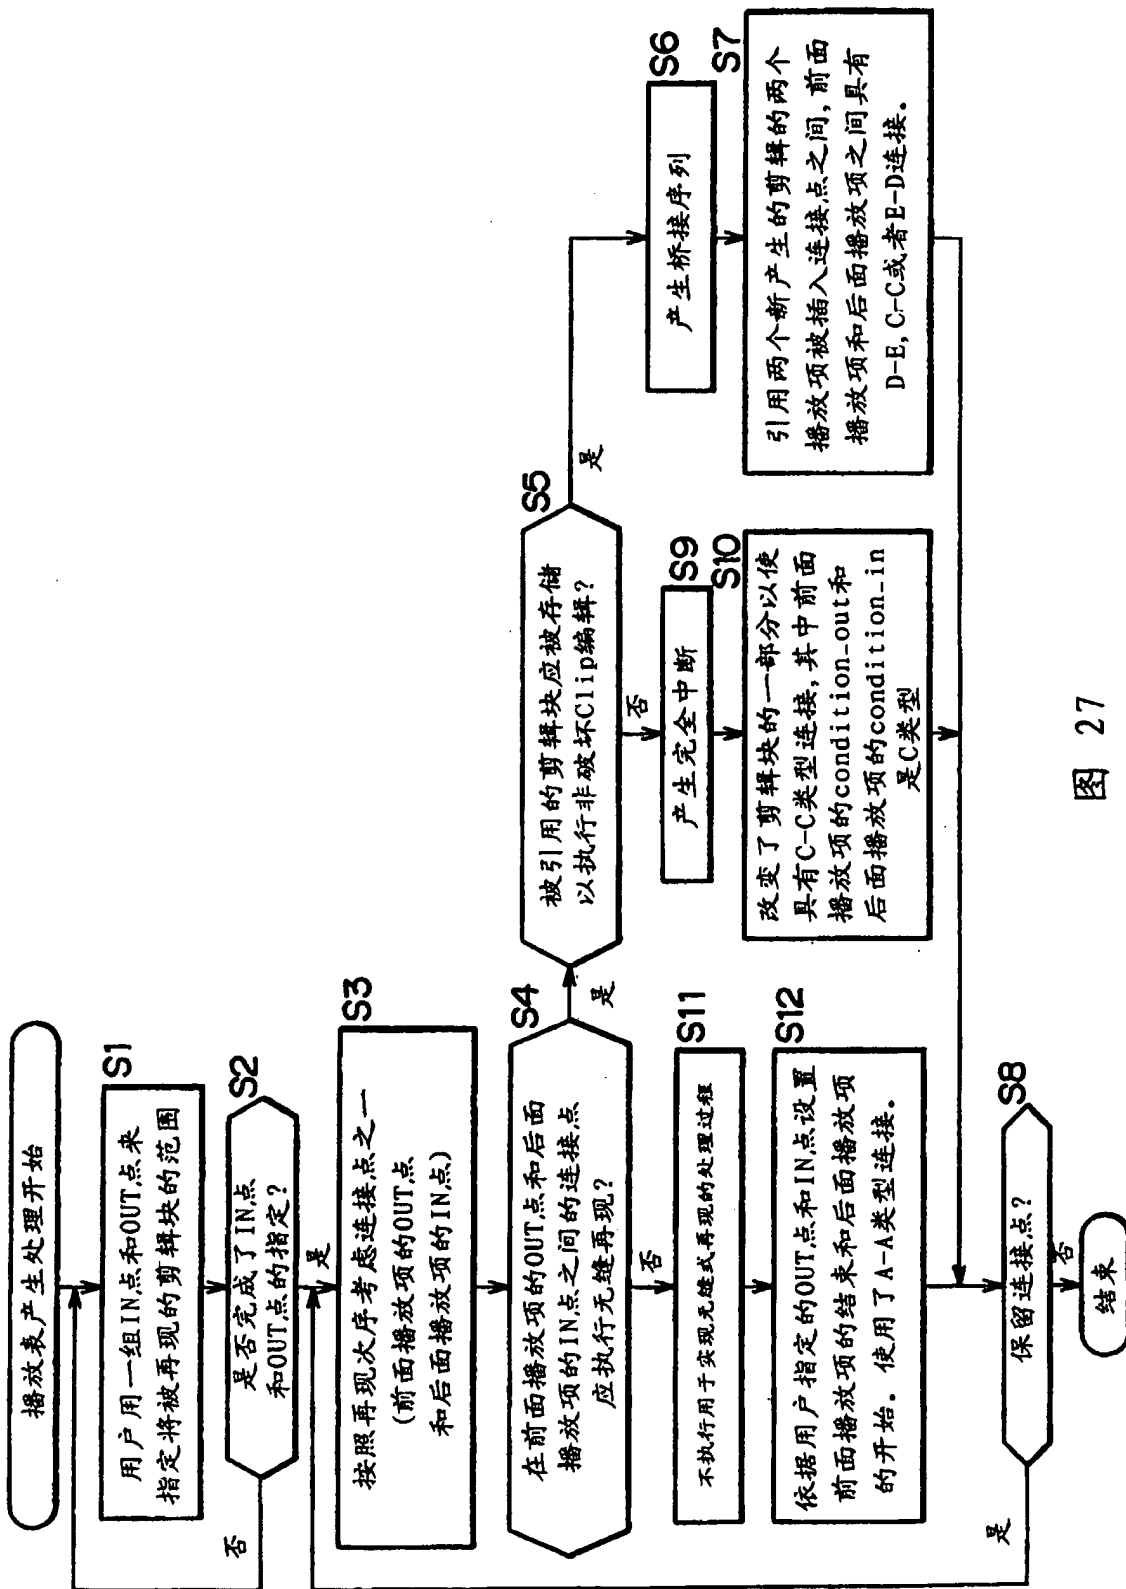 播放表产生处理开始
S1
用户用一组IN点和OUT点来
指定将被再现的剪辑块的范围
S2
是否完成了IN点
和OUT点的指定?
否
是
S3
按照再现次序考虑连接点之一
(前面播放项的OUT点
和后面播放项的IN点)
S4
在前面播放项的OUT点和后面
播放项的IN点之间的连接点
应执行无缝再现?
是
否
S5
被引用的剪辑块应被存储
以执行非破坏Clip编辑?
是
否
S6
产生桥接序列
S7
引用两个新产生的剪辑的两个
播放项被插入连接点之间,前面
播放项和后面播放项之间具有
D-E,C-C或者E-D连接。
S9
产生完全中断
S10
改变了剪辑块的一部分以使
具有C-C类型连接,其中前面
播放项的condition_out和
后面播放项的condition_in
是C类型
S11
不执行用于实现无缝式再现的处理过程
S12
依据用户指定的OUT点和IN点设置
前面播放项的结束和后面播放项
的开始。使用了A-A类型连接。
S8
保留连接点?
是
否
结束
图 27